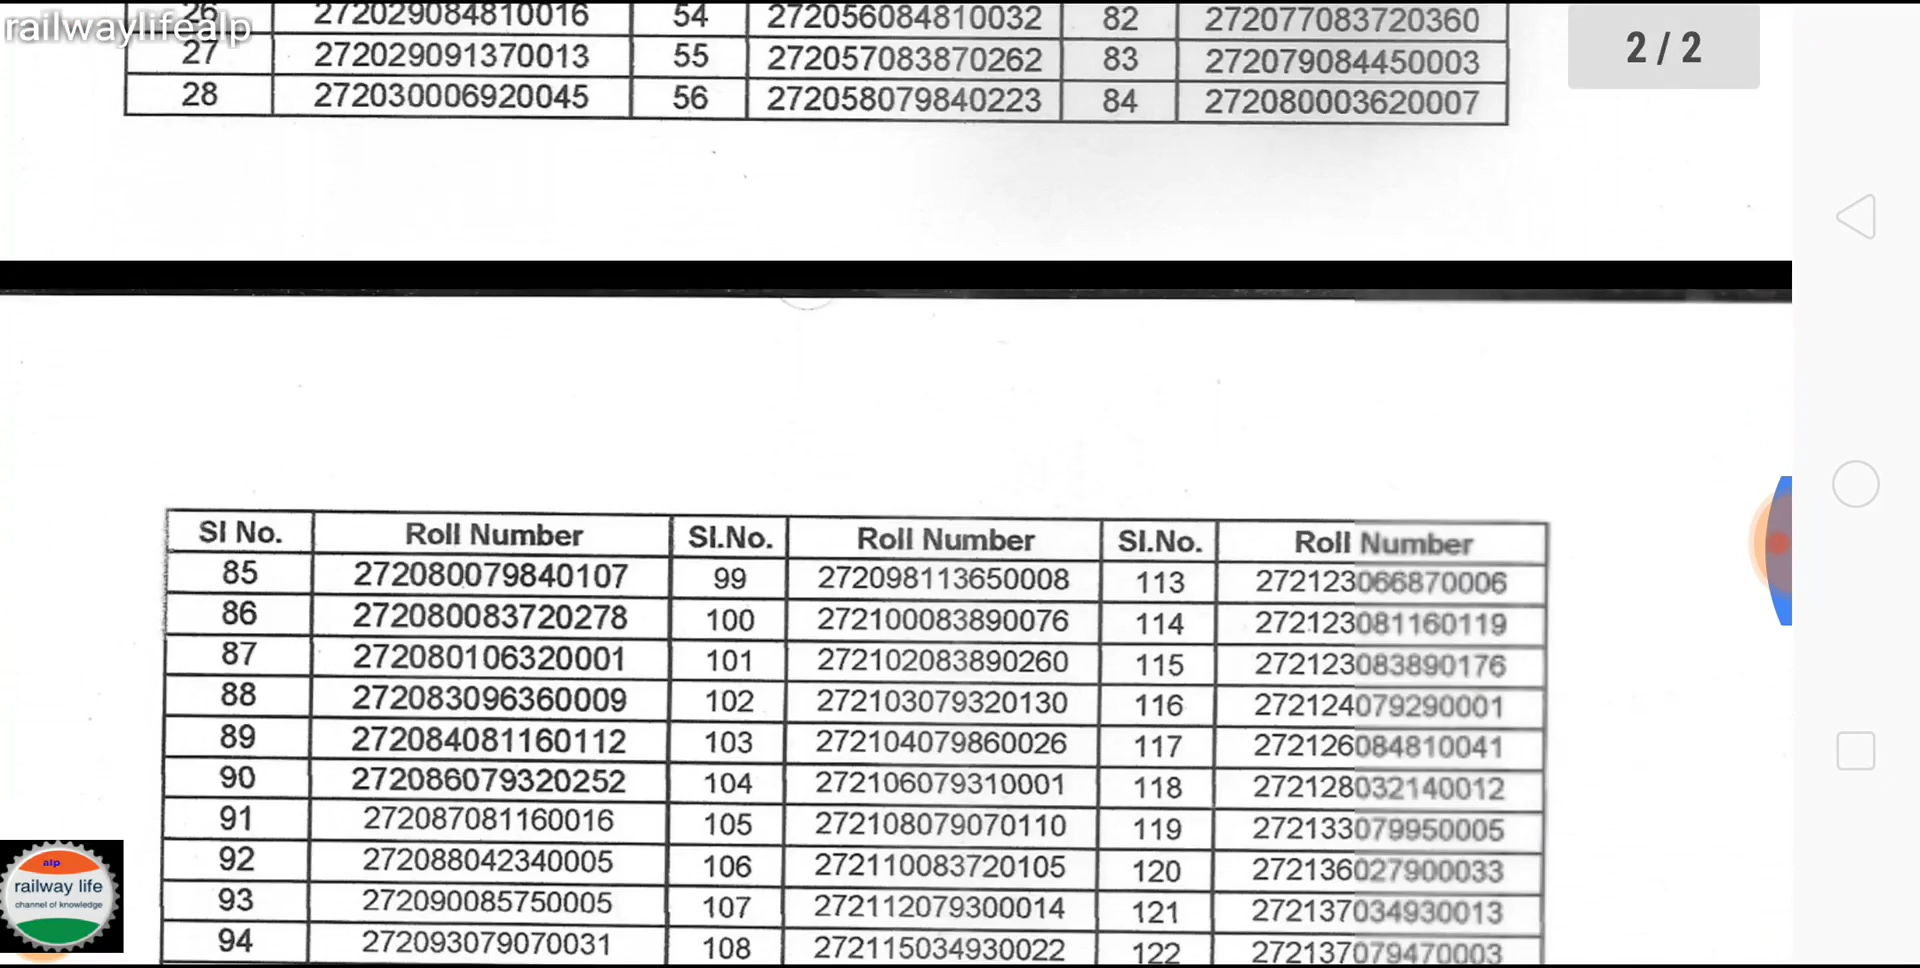 railwaylifealp
26 272029084810016 54 272056084810032 82 272077083720360
27 272029091370013 55 272057083870262 83 272079084450003
28 272030006920045 56 272058079840223 84 272080003620007
2 / 2
SI No. Roll Number SI.No. Roll Number SI.No. Roll Number
85 272080079840107 99 272098113650008 113 272123066870006
86 272080083720278 100 272100083890076 114 272123081160119
87 272080106320001 101 272102083890260 115 272123083890176
88 272083096360009 102 272103079320130 116 272124079290001
89 272084081160112 103 272104079860026 117 272126084810041
90 272086079320252 104 272106079310001 118 272128032140012
91 272087081160016 105 272108079070110 119 272133079950005
92 272088042340005 106 272110083720105 120 272136027900033
93 272090085750005 107 272112079300014 121 272137034930013
94 272093079070031 108 272115034930022 122 272137079470003
alp
railway life
channel of knowledge